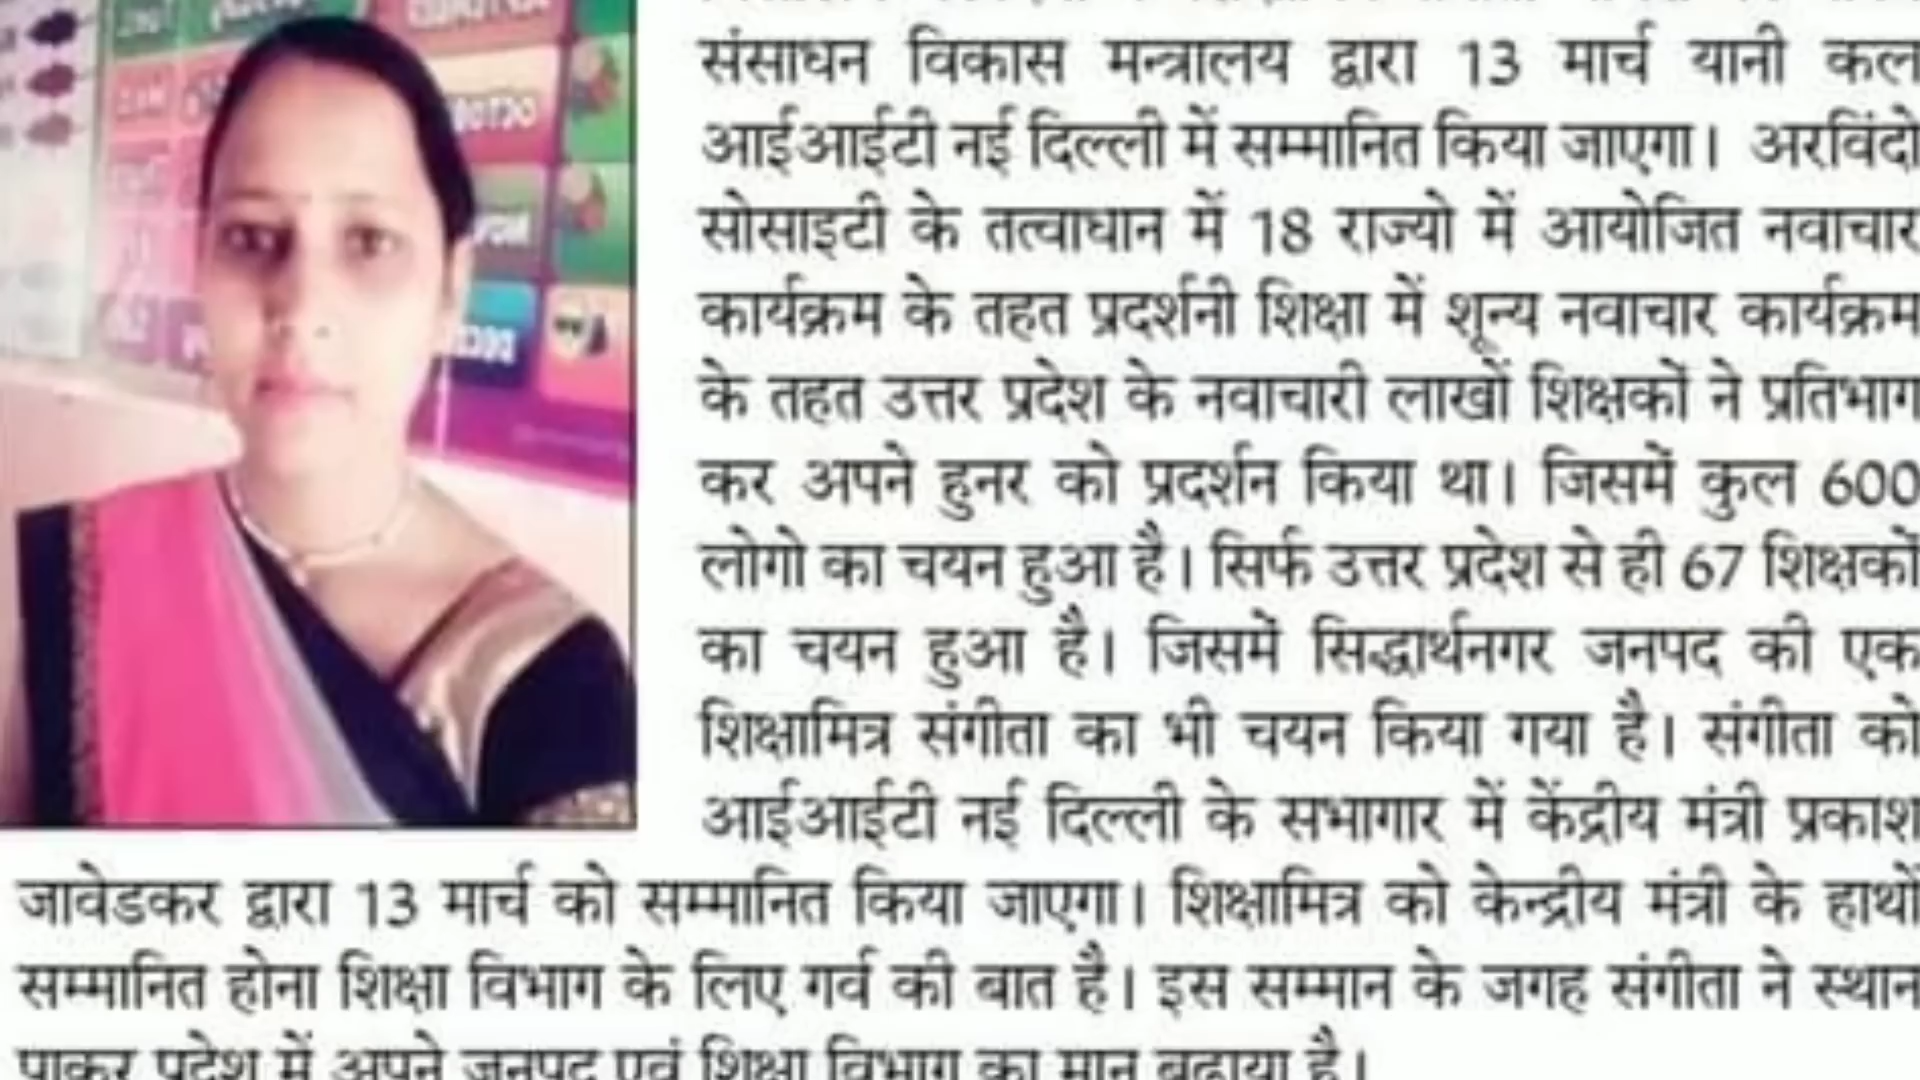 संसाधन विकास मन्त्रालय द्वारा 13 मार्च यानी कल
आईआईटी नई दिल्ली में सम्मानित किया जाएगा। अरविंदो
सोसाइटी के तत्वाधान में 18 राज्यो में आयोजित नवाचार
कार्यक्रम के तहत प्रदर्शनी शिक्षा में शून्य नवाचार कार्यक्रम
के तहत उत्तर प्रदेश के नवाचारी लाखों शिक्षकों ने प्रतिभाग
कर अपने हुनर को प्रदर्शन किया था। जिसमें कुल 600
लोगो का चयन हुआ है। सिर्फ उत्तर प्रदेश से ही 67 शिक्षकों
का चयन हुआ है। जिसमें सिद्धार्थनगर जनपद की एक
शिक्षामित्र संगीता का भी चयन किया गया है। संगीता को
आईआईटी नई दिल्ली के सभागार में केंद्रीय मंत्री प्रकाश
जावेडकर द्वारा 13 मार्च को सम्मानित किया जाएगा। शिक्षामित्र को केन्द्रीय मंत्री के हाथों
सम्मानित होना शिक्षा विभाग के लिए गर्व की बात है। इस सम्मान के जगह संगीता ने स्थान
पाकर प्रदेश में अपने जनपद एवं शिक्षा विभाग का मान बढ़ाया है।